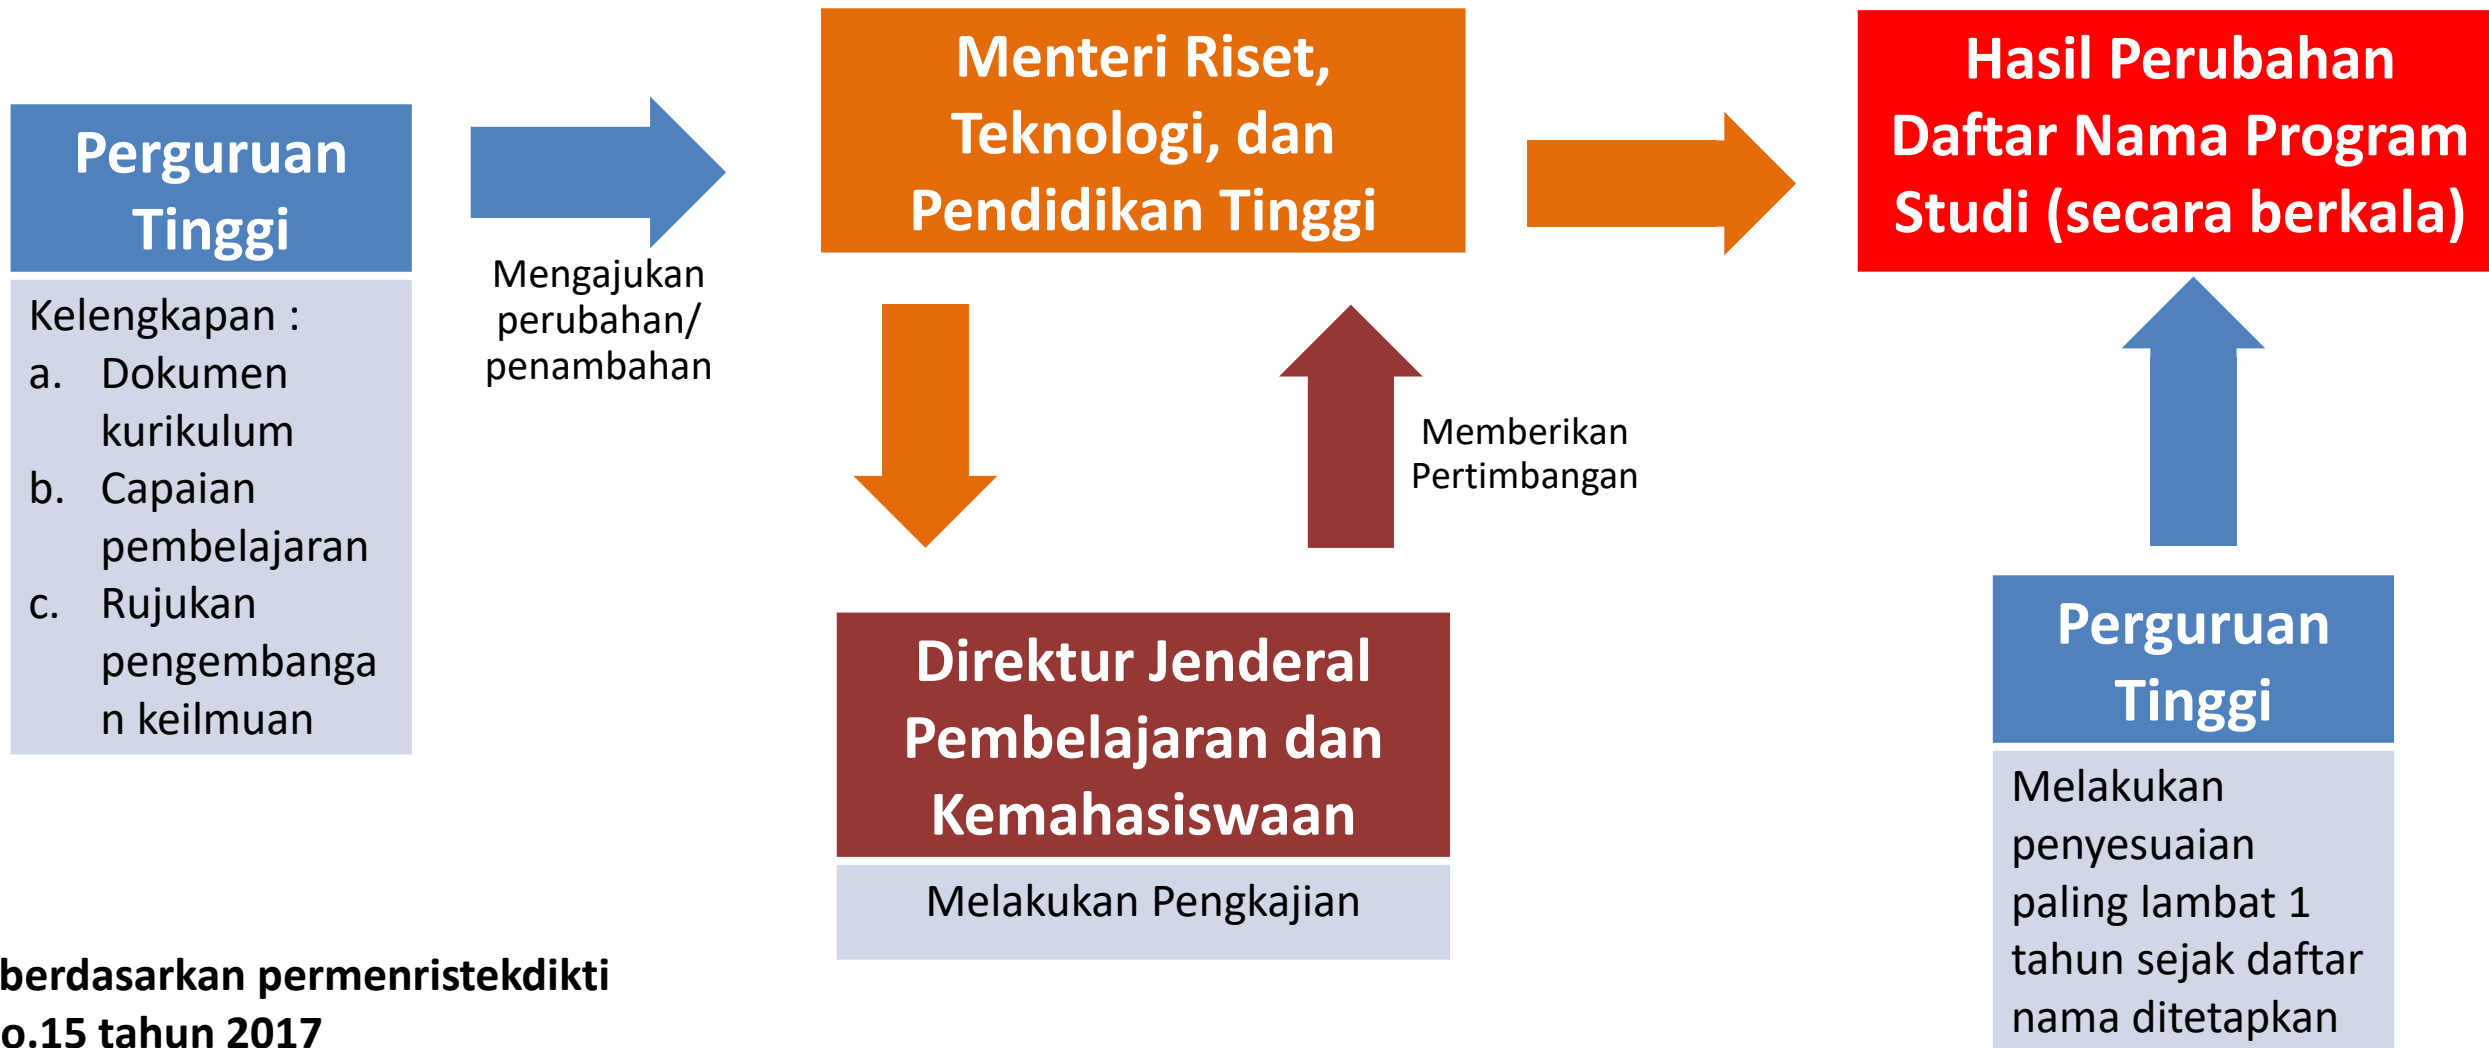 Perguruan
Tinggi
Kelengkapan :
a. Dokumen
kurikulum
b. Capaian
pembelajaran
c. Rujukan
pengembanga
n keilmuan
Mengajukan
perubahan/
penambahan
Menteri Riset,
Teknologi, dan
Pendidikan Tinggi
Memberikan
Pertimbangan
Direktur Jenderal
Pembelajaran dan
Kemahasiswaan
Melakukan Pengkajian
Hasil Perubahan
Daftar Nama Program
Studi (secara berkala)
Perguruan
Tinggi
Melakukan
penyesuaian
paling lambat 1
tahun sejak daftar
nama ditetapkan
berdasarkan permenristekdikti
o.15 tahun 2017